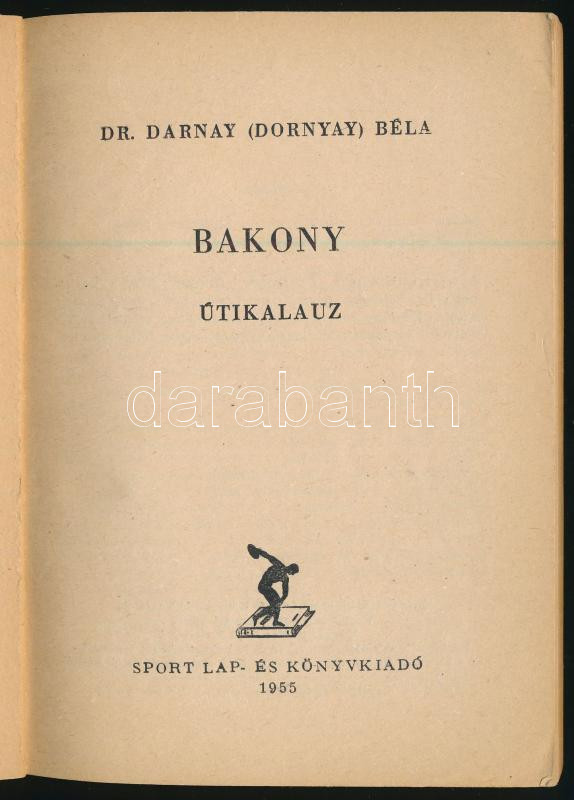 DR. DARNAY (DORNYAY) BÉLA
BAKONY
ÚTIKALAUZ
darabanth
SPORT LAP- ÉS KÖNYVKIADÓ
1955